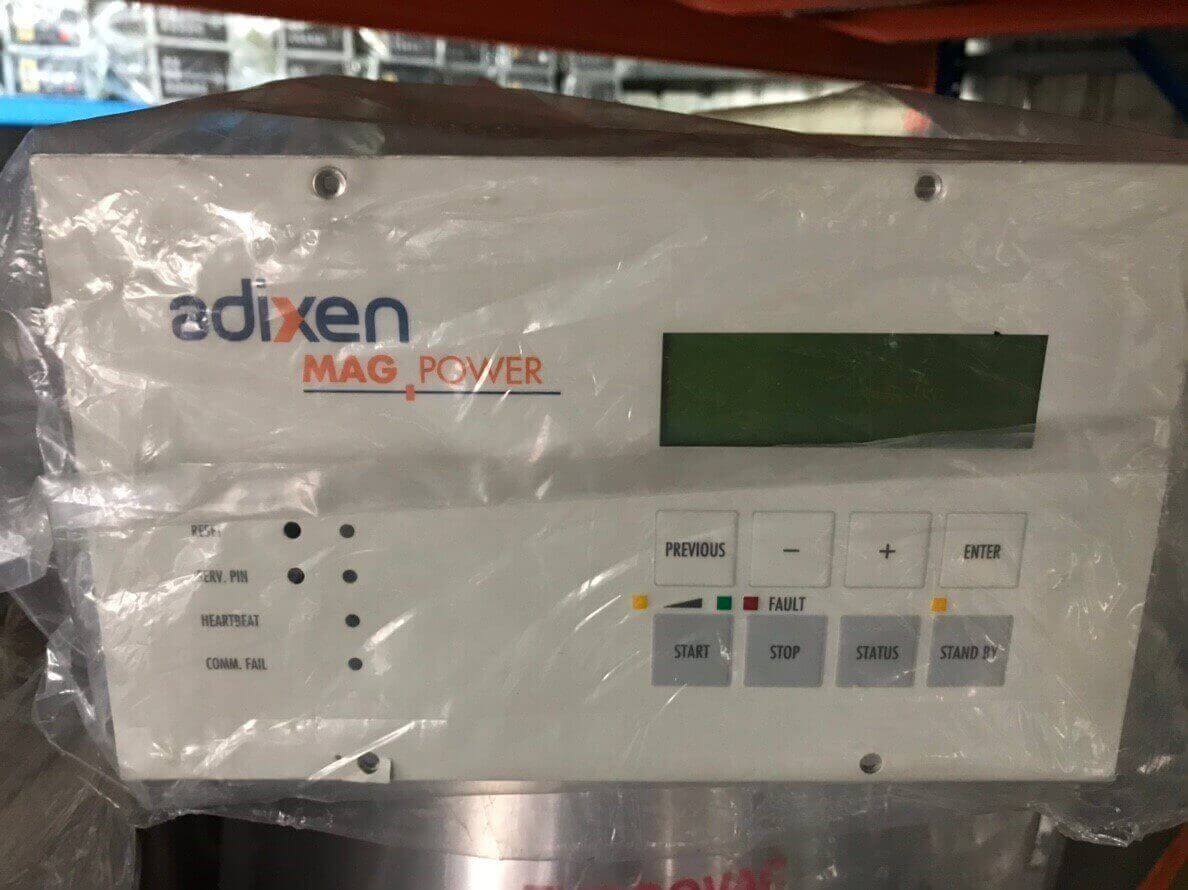 adixen
MAG POWER
RESET
SERV. PIN
HEARTBEAT
COMM. FAIL
PREVIOUS
-
+
ENTER
FAULT
START
STOP
STATUS
STAND BY